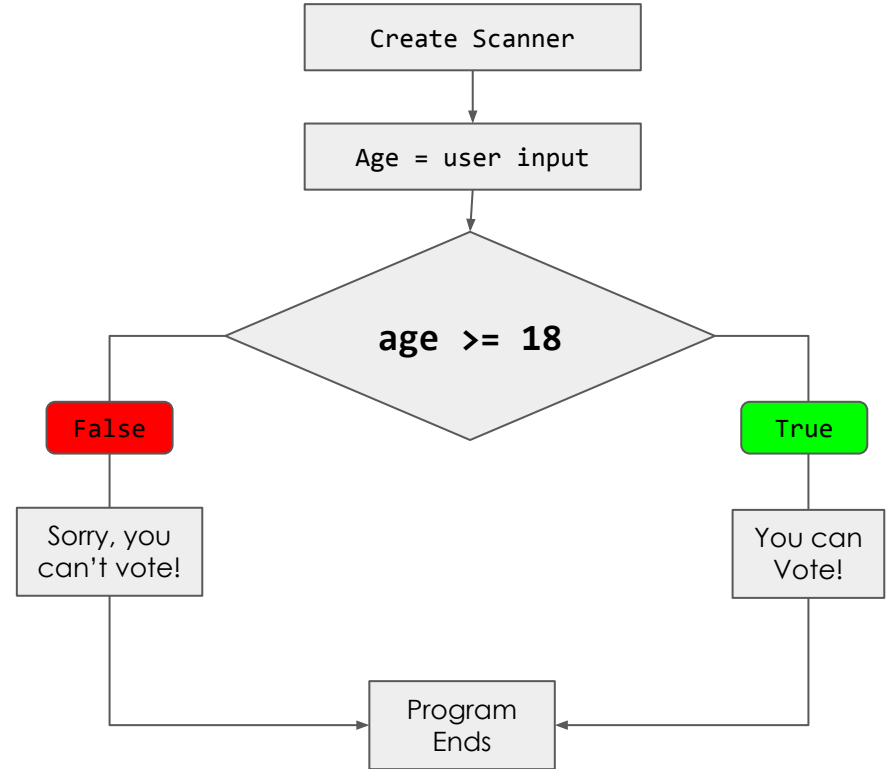 Create Scanner
Age = user input
age >= 18
False
True
Sorry, you
can’t vote!
You can
Vote!
Program
Ends